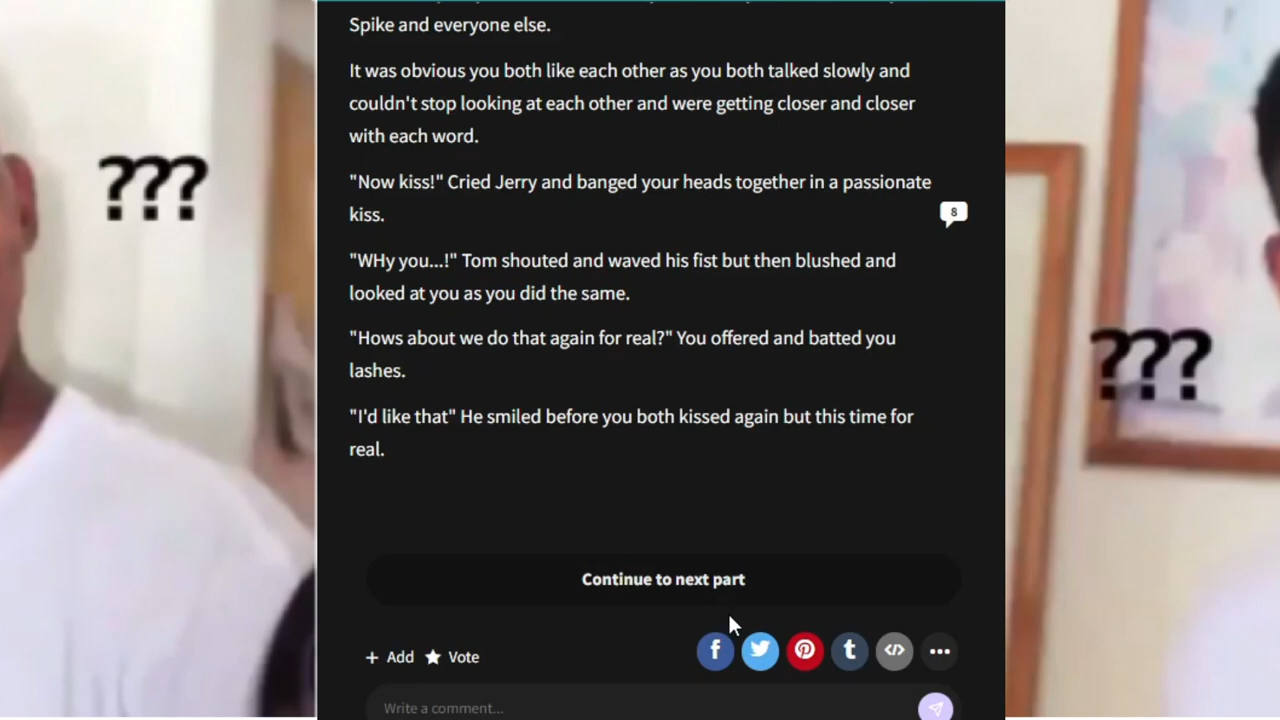 Spike and everyone else.
It was obvious you both like each other as you both talked slowly and
couldn't stop looking at each other and were getting closer and closer
with each word.
"Now kiss!" Cried Jerry and banged your heads together in a passionate
kiss.
8
"WHy you...!" Tom shouted and waved his fist but then blushed and
looked at you as you did the same.
"Hows about we do that again for real?" You offered and batted you
lashes.
"I'd like that" He smiled before you both kissed again but this time for
real.
???
???
Continue to next part
+ Add ★ Vote
Write a comment...